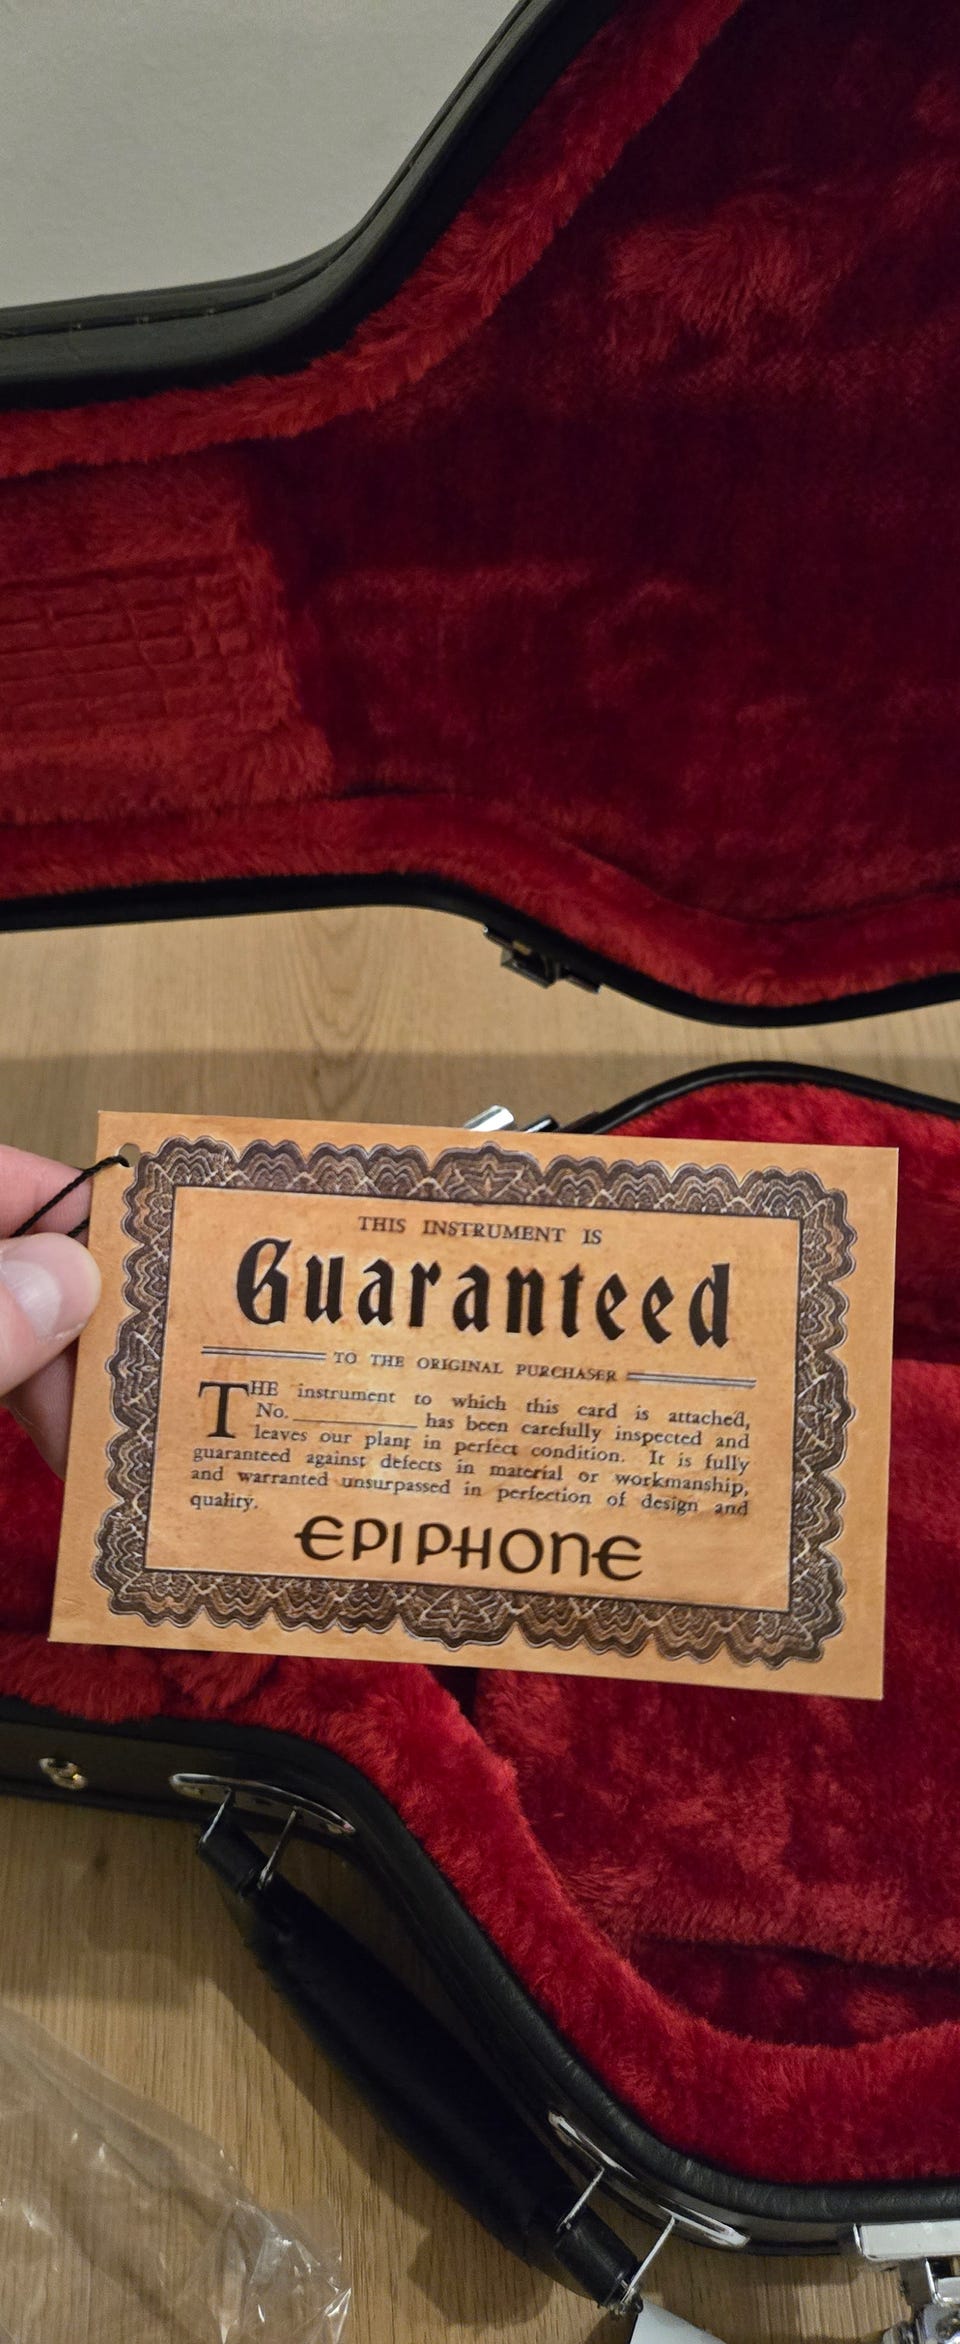 THIS INSTRUMENT IS
Guaranteed
TO THE ORIGINAL PURCHASER
THE instrument to which this card is attached,
No. ____________ has been carefully inspected and
leaves our plant in perfect condition. It is fully
guaranteed against defects in material or workmanship,
and warranted unsurpassed in perfection of design and
quality.
EPIPHONE